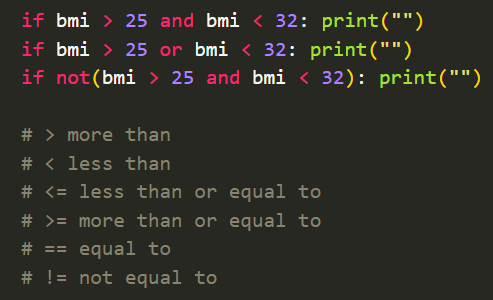 if bmi > 25 and bmi < 32: print("")
if bmi > 25 or bmi < 32: print("")
if not(bmi > 25 and bmi < 32): print("")
# > more than
# < less than
# <= less than or equal to
# >= more than or equal to
# == equal to
# != not equal to